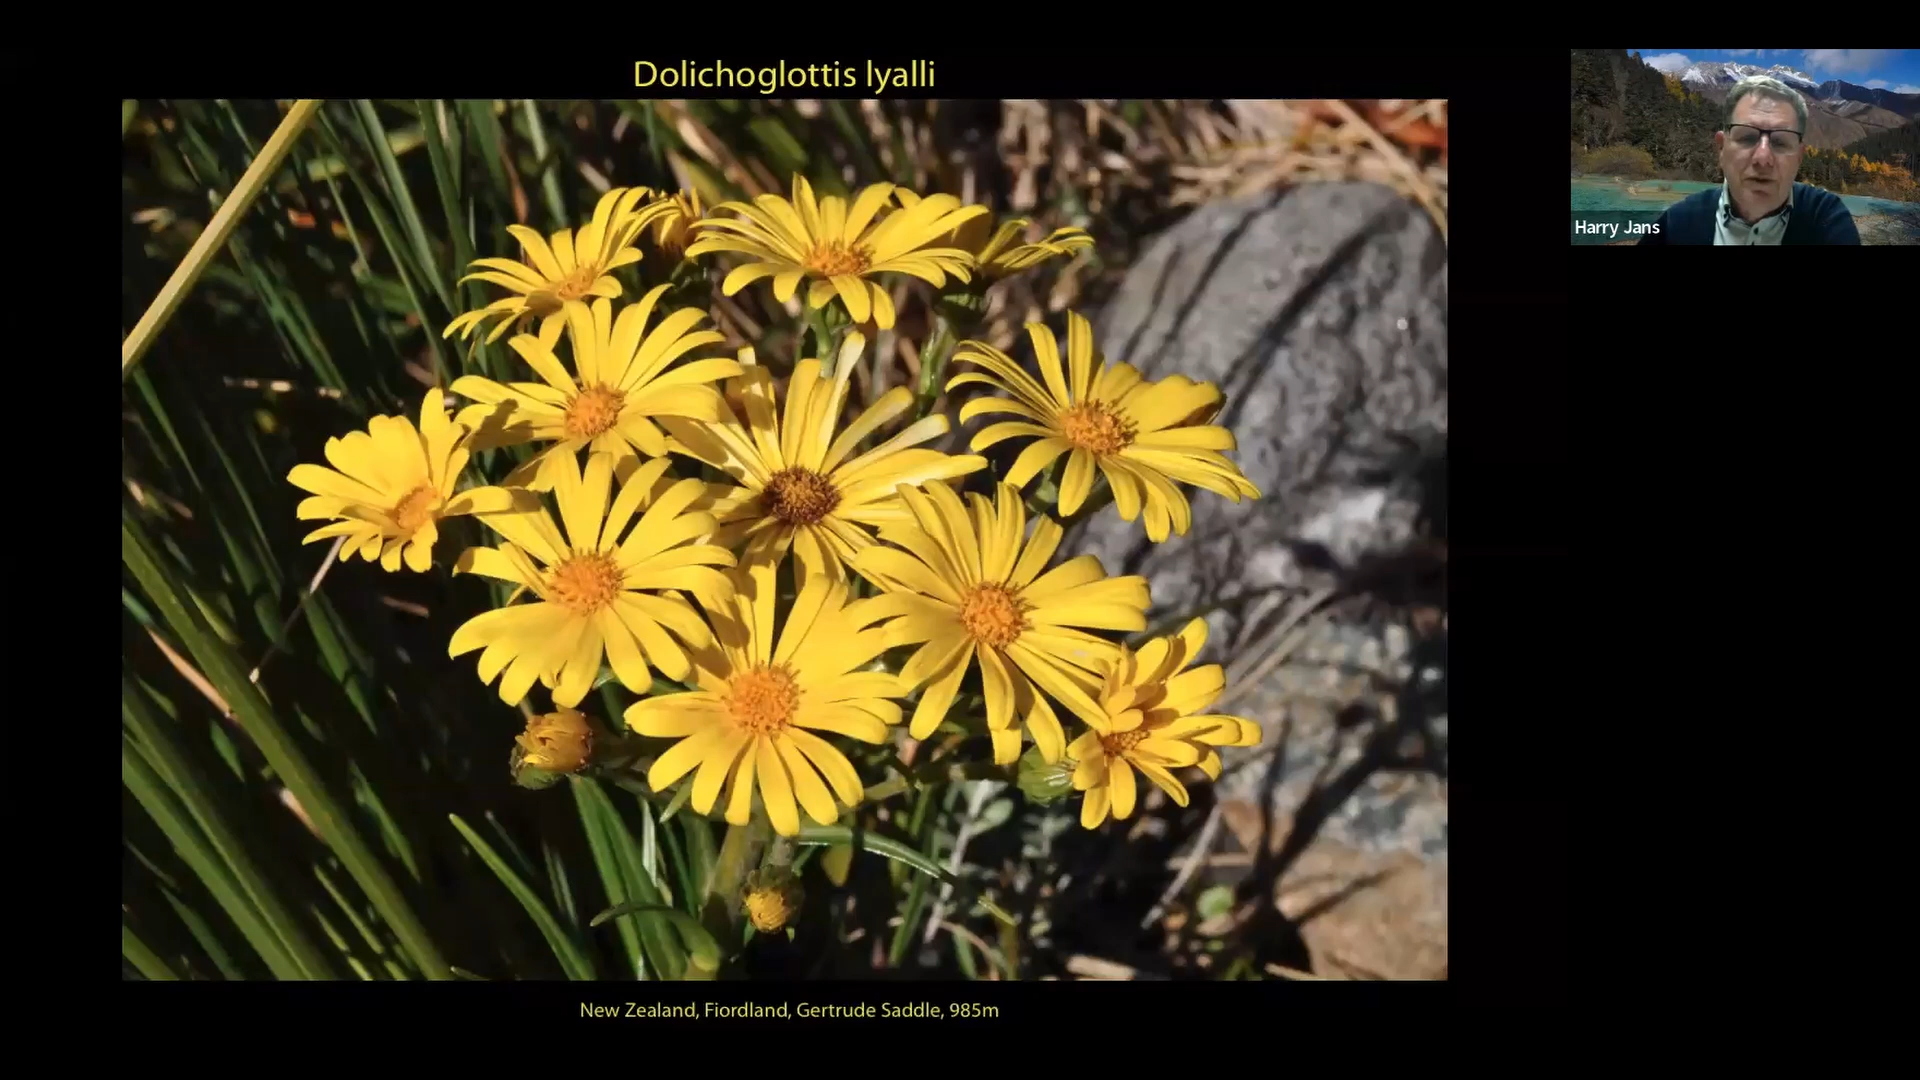 Dolichoglottis lyalli
Harry Jans
New Zealand, Fiordland, Gertrude Saddle, 985m